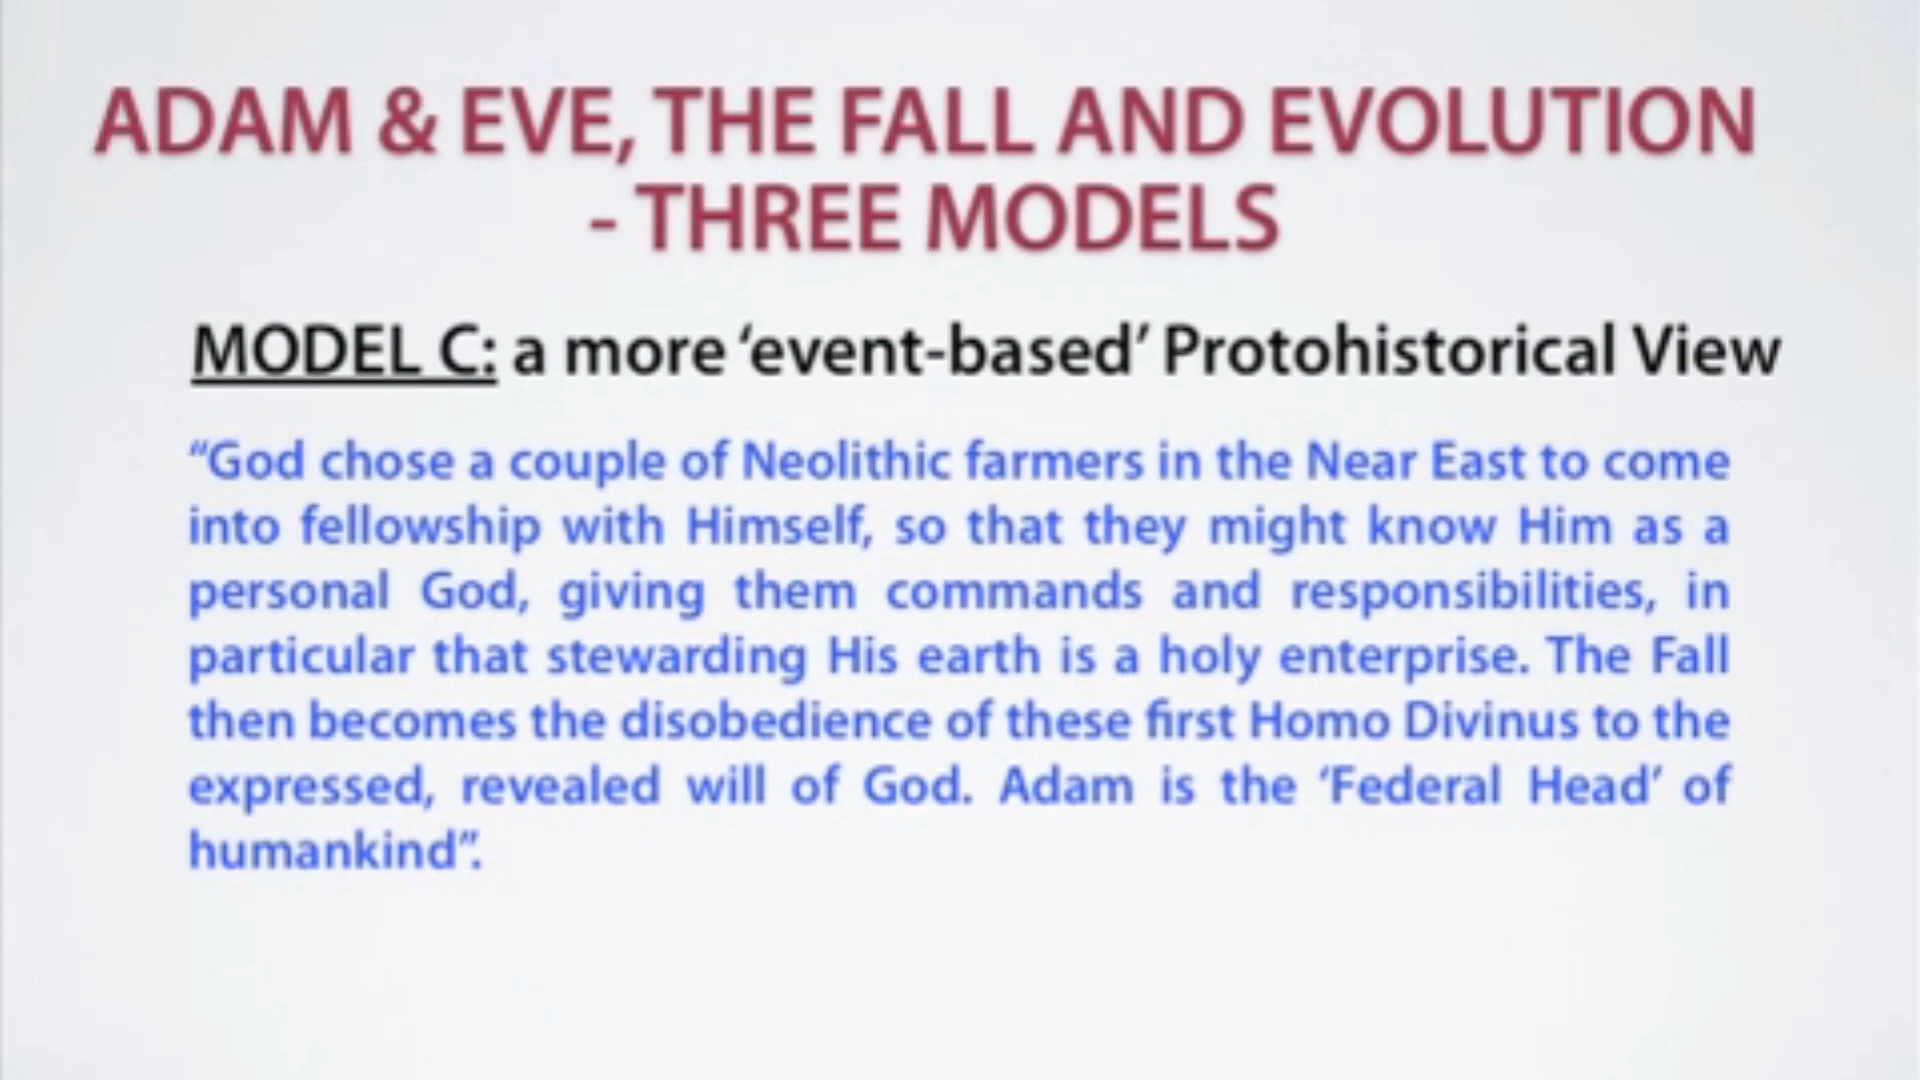 ADAM & EVE, THE FALL AND EVOLUTION
- THREE MODELS
MODEL C: a more ‘event-based’ Protohistorical View
“God chose a couple of Neolithic farmers in the Near East to come
into fellowship with Himself, so that they might know Him as a
personal God, giving them commands and responsibilities, in
particular that stewarding His earth is a holy enterprise. The Fall
then becomes the disobedience of these first Homo Divinus to the
expressed, revealed will of God. Adam is the ‘Federal Head’ of
humankind”.